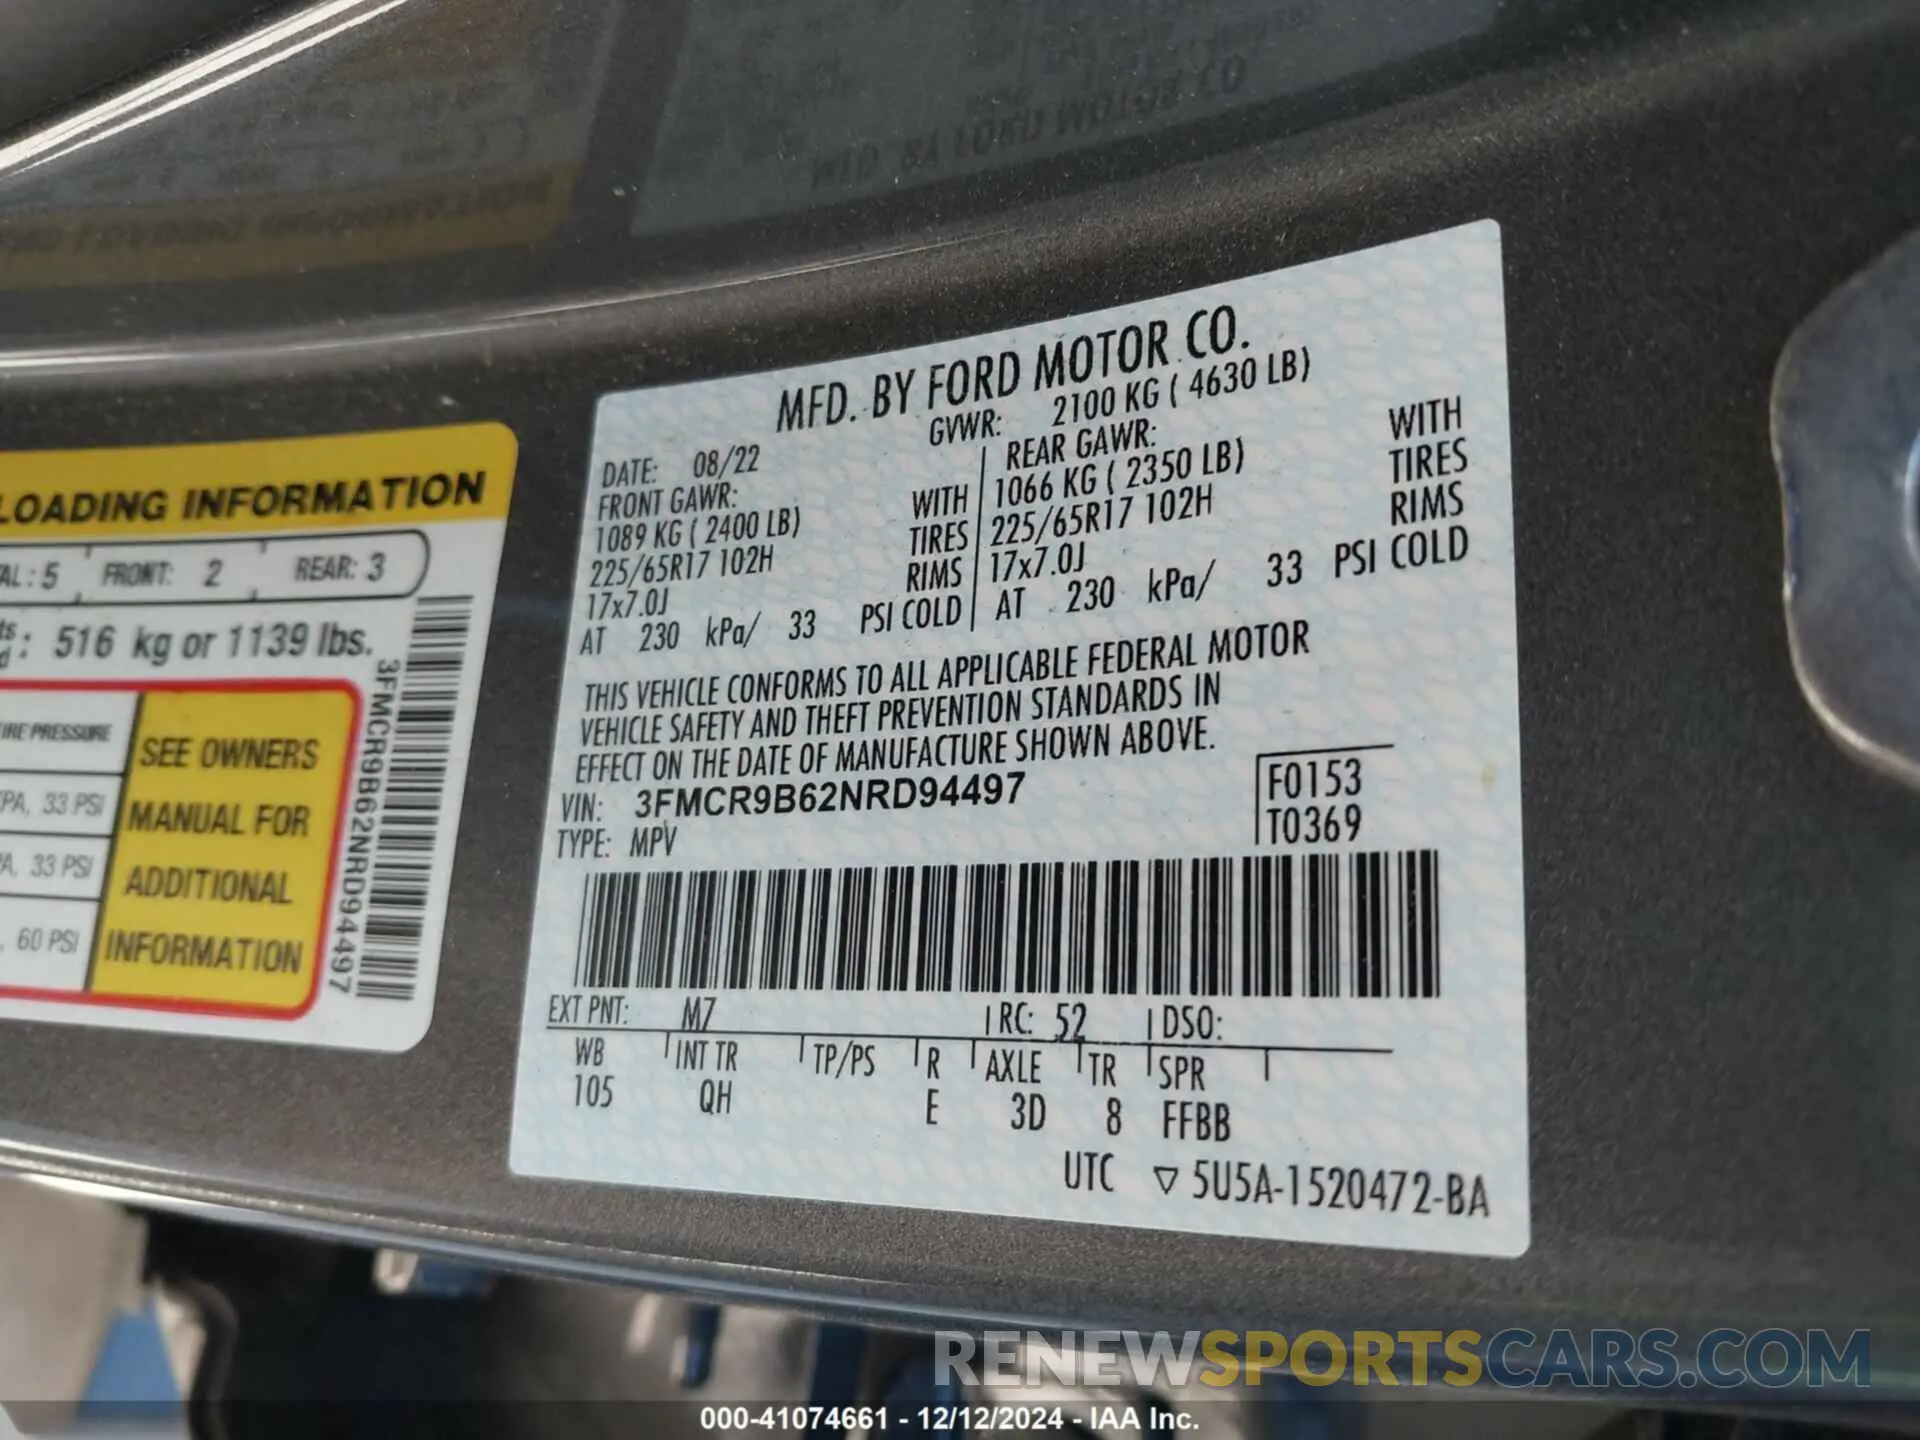 LOADING INFORMATION
AL: 5 FRONT: 2 REAR: 3
516 kg or 1139 lbs.
IRE PRESSURE
PA, 33 PSI
A, 33 PSI
, 60 PSI
SEE OWNERS
MANUAL FOR
ADDITIONAL
INFORMATION
3FMCR9B62NRD94497
MFD. BY FORD MOTOR CO.
DATE: 08/22 GVWR: 2100 KG ( 4630 LB)
FRONT GAWR: REAR GAWR:
1089 KG ( 2400 LB) WITH 1066 KG ( 2350 LB) WITH
225/65R17 102H TIRES 225/65R17 102H TIRES
17x7.0J RIMS 17x7.0J RIMS
AT 230 kPa/ 33 PSI COLD AT 230 kPa/ 33 PSI COLD
THIS VEHICLE CONFORMS TO ALL APPLICABLE FEDERAL MOTOR
VEHICLE SAFETY AND THEFT PREVENTION STANDARDS IN
EFFECT ON THE DATE OF MANUFACTURE SHOWN ABOVE.
VIN: 3FMCR9B62NRD94497 F0153
TYPE: MPV T0369
EXT PNT: M7 RC: 52 DSO:
WB INT TR TP/PS R AXLE TR SPR
105 QH E 3D 8 FFBB
UTC ▽ 5U5A-1520472-BA
RENEWSPORTSCARS.COM
000-41074661 - 12/12/2024 - IAA Inc.